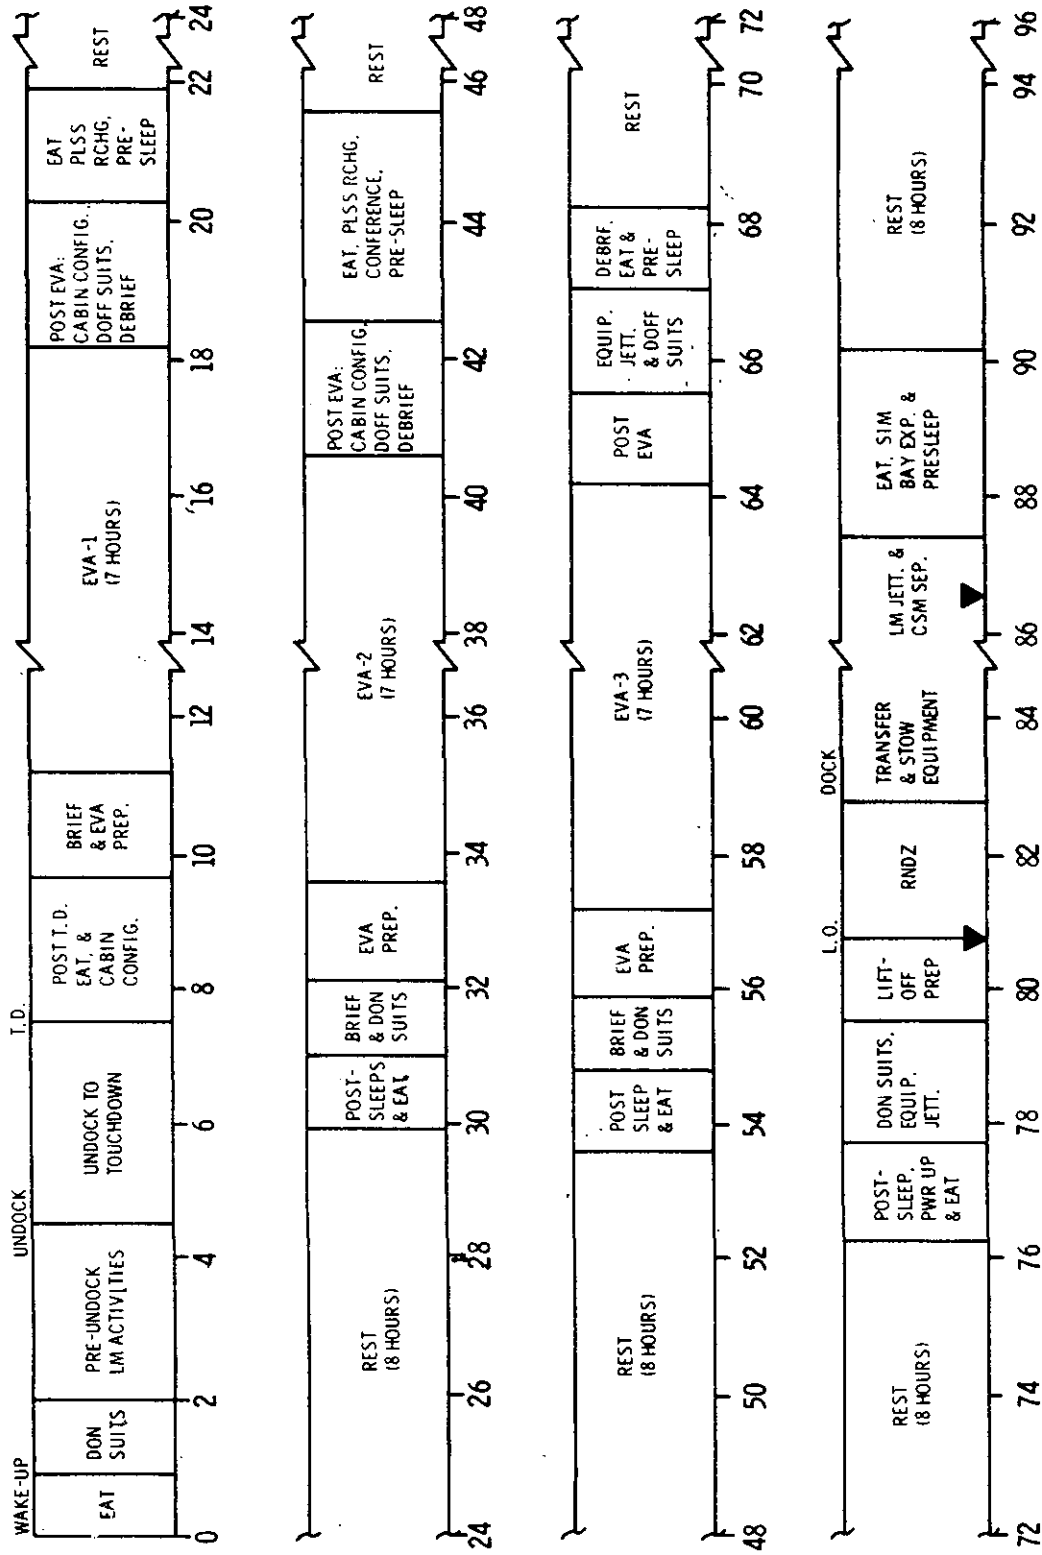 WAKE-UP
UNDOCK
T.D.
EAT
DON
SUITS
PRE-UNDOCK
LM ACTIVITIES
UNDOCK TO
TOUCHDOWN
POST T.D.
EAT, &
CABIN
CONFIG.
BRIEF
& EVA
PREP.
EVA-1
(7 HOURS)
POST EVA:
CABIN CONFIG.,
DOFF SUITS,
DEBRIEF
EAT
PLSS
RCHG,
PRE-
SLEEP
REST
0 2 4 6 8 10 12 14 16 18 20 22 24
REST
(8 HOURS)
POST-
SLEEPS
& EAT
BRIEF
& DON
SUITS
EVA
PREP.
EVA-2
(7 HOURS)
POST EVA:
CABIN CONFIG,
DOFF SUITS,
DEBRIEF
EAT, PLSS RCHG.
CONFERENCE,
PRE-SLEEP
REST
24 26 28 30 32 34 36 38 40 42 44 46 48
REST
(8 HOURS)
POST
SLEEP
& EAT
BRIEF
& DON
SUITS
EVA
PREP.
EVA-3
(7 HOURS)
POST
EVA
EQUIP.
JETT.
& DOFF
SUITS
DEBRF,
EAT &
PRE-
SLEEP
REST
48 50 52 54 56 58 60 62 64 66 68 70 72
L.O.
DOCK
REST
(8 HOURS)
POST-
SLEEP,
PWR UP
& EAT
DON SUITS,
EQUIP.
JETT.
LIFT-
OFF
PREP
RNDZ
TRANSFER
& STOW
EQUIPMENT
LM JETT. &
CSM SEP.
EAT, SIM
BAY EXP. &
PRESLEEP
REST
(8 HOURS)
72 74 76 78 80 82 84 86 88 90 92 94 96